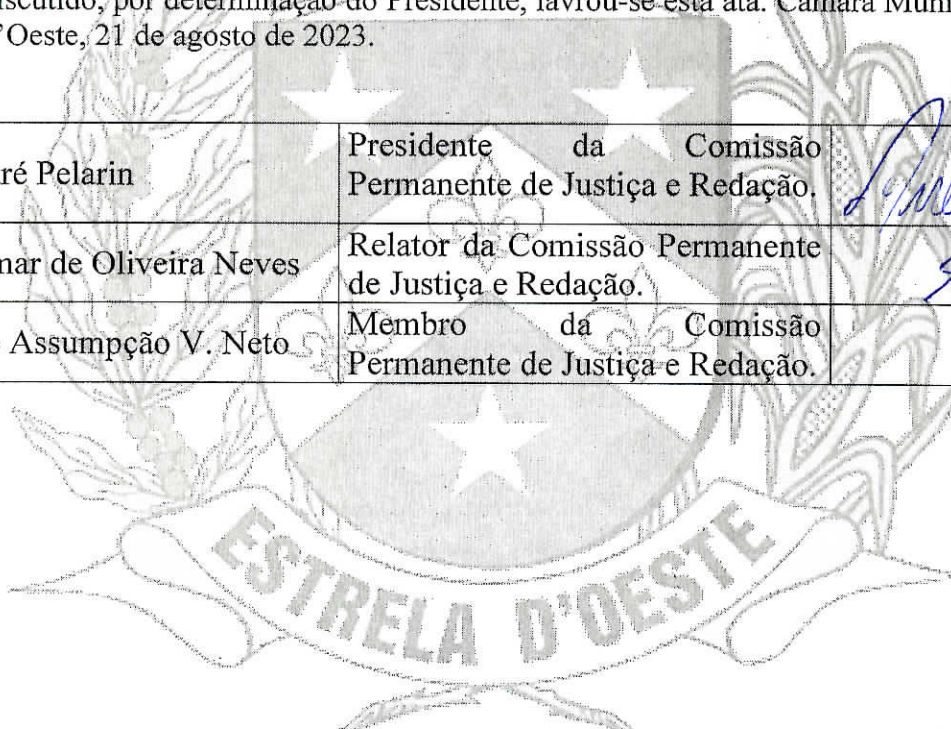 scutido, por determinação do Presidente, lavrou-se esta ata. Câmara Muni
'Oeste, 21 de agosto de 2023.
ré Pelarin
Presidente da Comissão
Permanente de Justiça e Redação.
mar de Oliveira Neves
Relator da Comissão Permanente
de Justiça e Redação.
Assumpção V. Neto
Membro da Comissão
Permanente de Justiça e Redação.
ESTRELA D'OESTE